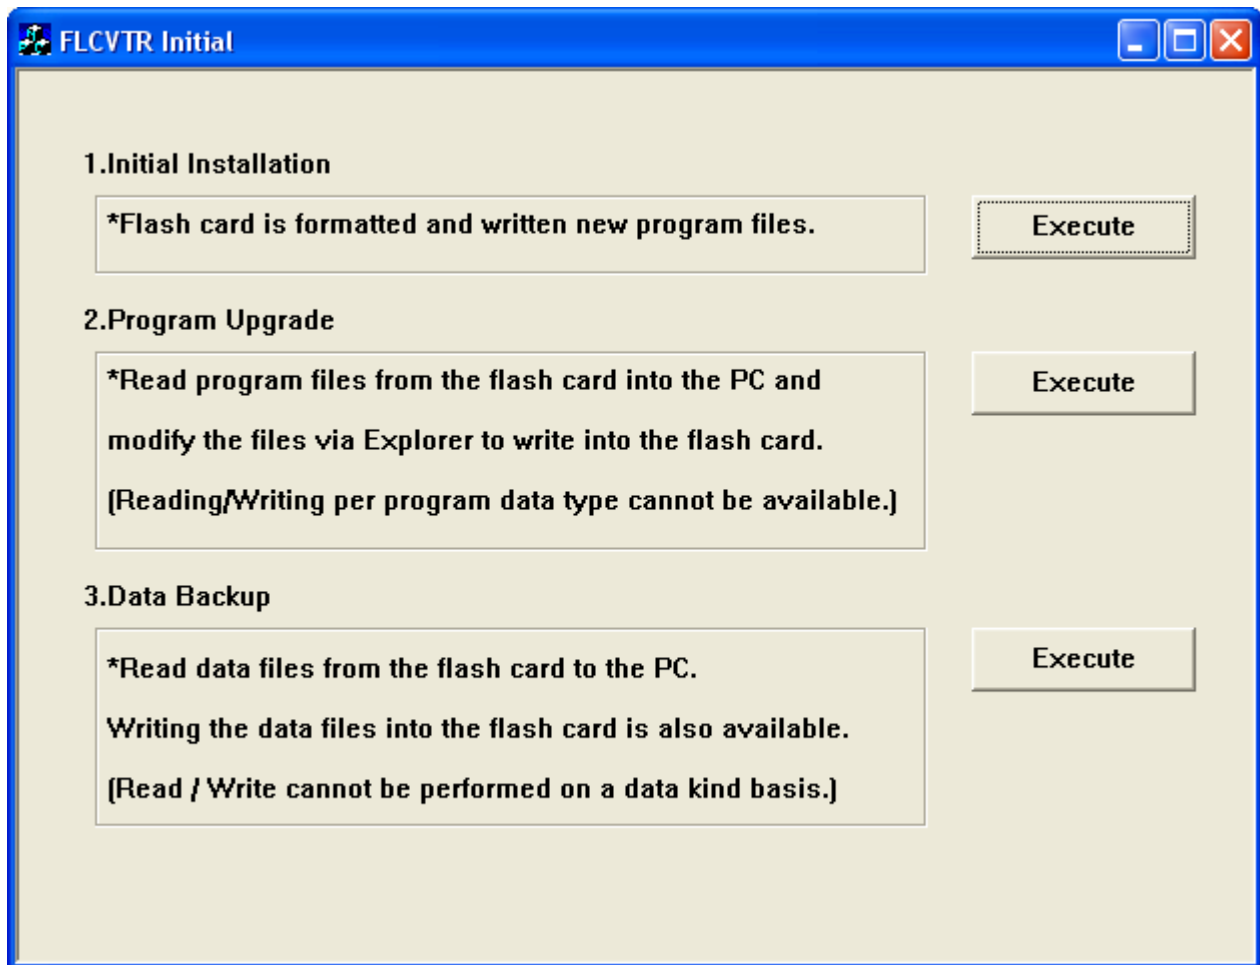 FLCVTR Initial
1.Initial Installation
*Flash card is formatted and written new program files.
Execute
2.Program Upgrade
*Read program files from the flash card into the PC and
modify the files via Explorer to write into the flash card.
(Reading/Writing per program data type cannot be available.)
Execute
3.Data Backup
*Read data files from the flash card to the PC.
Writing the data files into the flash card is also available.
(Read / Write cannot be performed on a data kind basis.)
Execute